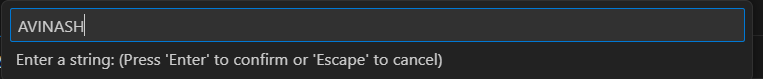 AVINASH
Enter a string: (Press 'Enter' to confirm or 'Escape' to cancel)